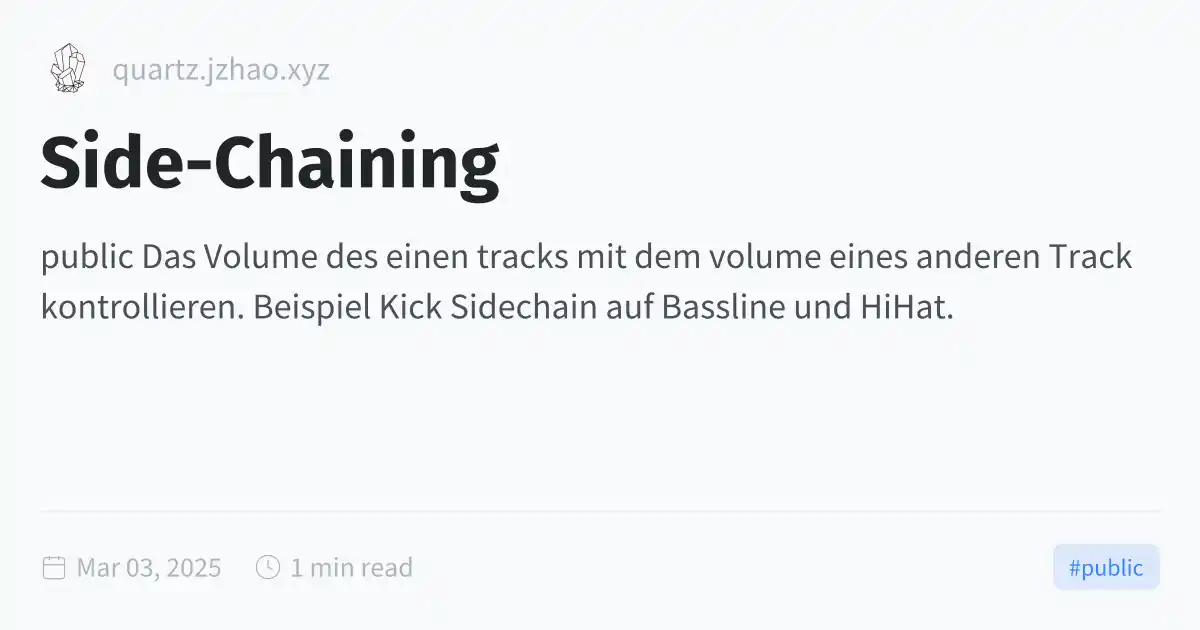 quartz.jzhao.xyz
Side-Chaining
public Das Volume des einen tracks mit dem volume eines anderen Track
kontrollieren. Beispiel Kick Sidechain auf Bassline und HiHat.
Mar 03, 2025 1 min read #public